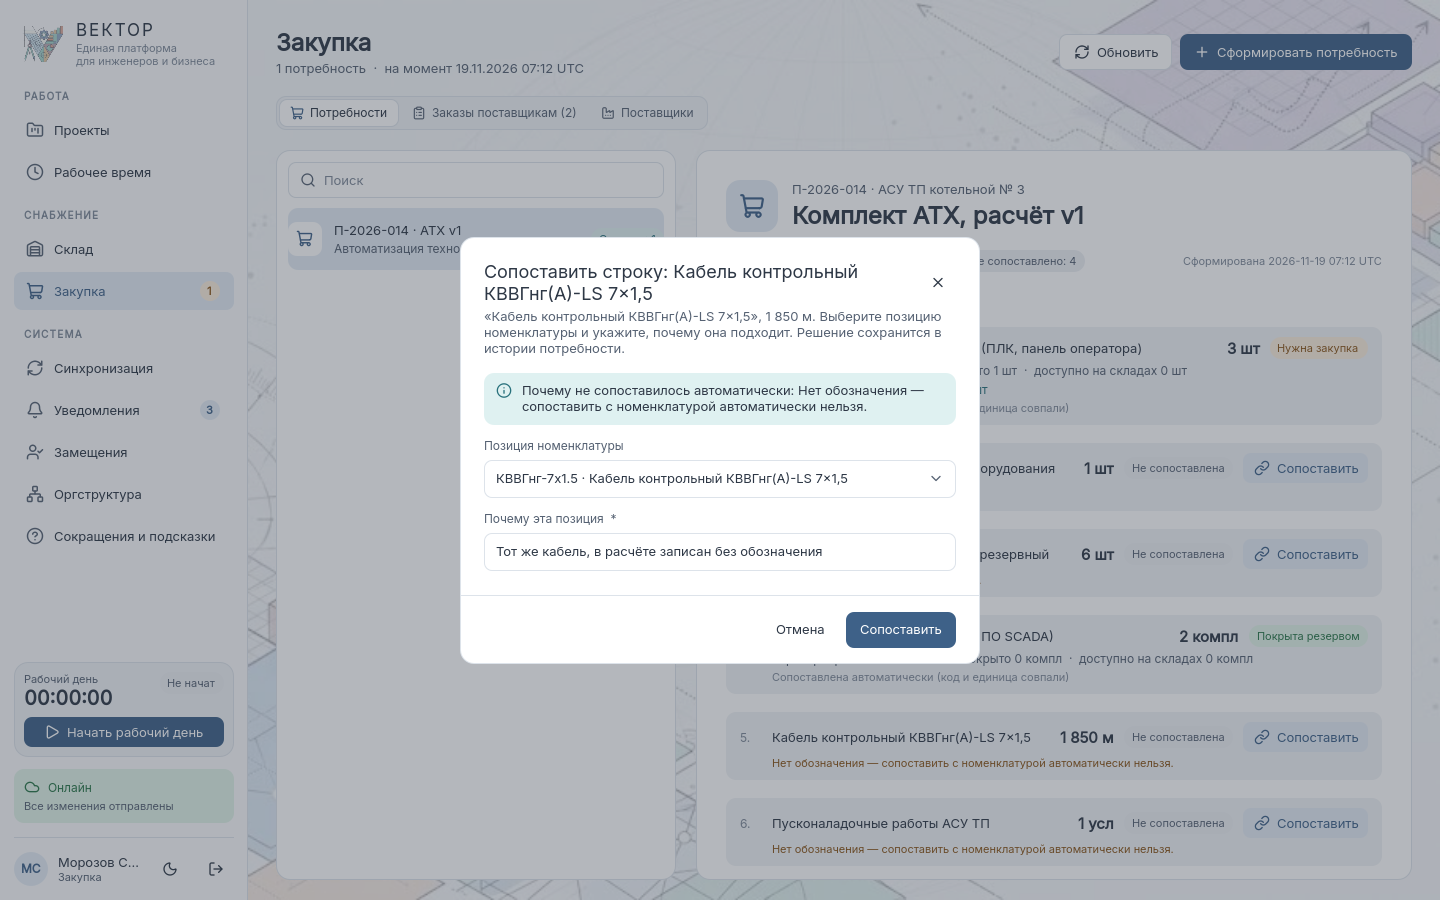 ВЕКТОР
Единая платформа
для инженеров и бизнеса
РАБОТА
Проекты
Рабочее время
СНАБЖЕНИЕ
Склад
Закупка
1
СИСТЕМА
Синхронизация
Уведомления
3
Замещения
Оргструктура
Сокращения и подсказки
Рабочий день
Не начат
00:00:00
Начать рабочий день
Онлайн
Все изменения отправлены
МС
Морозов С...
Закупка
Закупка
1 потребность · на момент 19.11.2026 07:12 UTC
Обновить
Сформировать потребность
Потребности
Заказы поставщикам (2)
Поставщики
Поиск
П-2026-014 · АТХ v1
Автоматизация техно
П-2026-014 · АСУ ТП котельной № 3
Комплект АТХ, расчёт v1
е сопоставлено: 4
Сформирована 2026-11-19 07:12 UTC
(ПЛК, панель оператора)
3 шт
Нужна закупка
то 1 шт · доступно на складах 0 шт
шт
диница совпали)
орудования
1 шт
Не сопоставлена
Сопоставить
резервный
6 шт
Не сопоставлена
Сопоставить
ПО SCADA)
2 компл
Покрыта резервом
крыто 0 компл · доступно на складах 0 компл
Сопоставлена автоматически (код и единица совпали)
5.
Кабель контрольный КВВГнг(А)-LS 7×1,5
1 850 м
Не сопоставлена
Сопоставить
Нет обозначения — сопоставить с номенклатурой автоматически нельзя.
6.
Пусконаладочные работы АСУ ТП
1 усл
Не сопоставлена
Сопоставить
Нет обозначения — сопоставить с номенклатурой автоматически нельзя.
Сопоставить строку: Кабель контрольный
КВВГнг(А)-LS 7×1,5
«Кабель контрольный КВВГнг(А)-LS 7×1,5», 1 850 м. Выберите позицию
номенклатуры и укажите, почему она подходит. Решение сохранится в
истории потребности.
Почему не сопоставилось автоматически: Нет обозначения —
сопоставить с номенклатурой автоматически нельзя.
Позиция номенклатуры
КВВГнг-7х1.5 · Кабель контрольный КВВГнг(А)-LS 7×1,5
Почему эта позиция *
Тот же кабель, в расчёте записан без обозначения
Отмена
Сопоставить